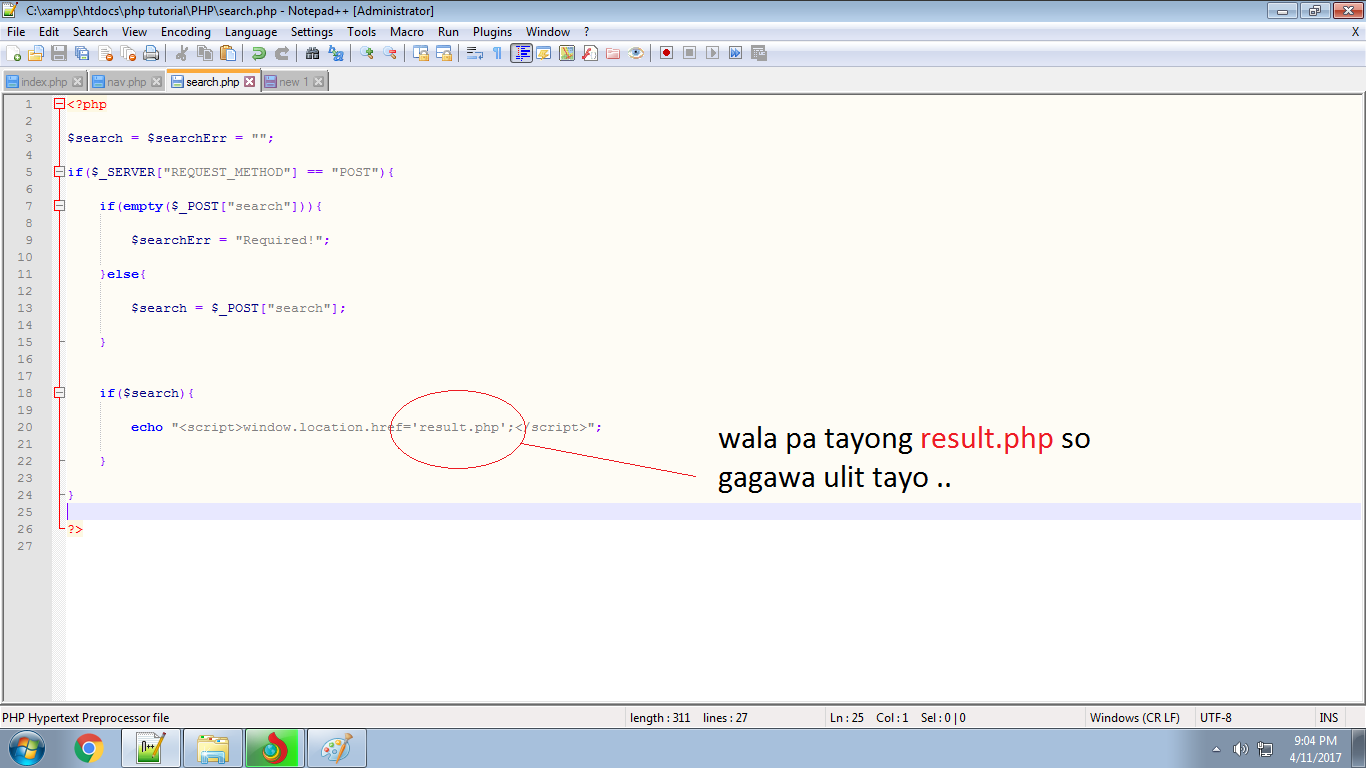 C:\xampp\htdocs\php tutorial\PHP\search.php - Notepad++ [Administrator]
File Edit Search View Encoding Language Settings Tools Macro Run Plugins Window ? X
index.php nav.php search.php new 1
1 <?php
2
3 $search = $searchErr = "";
4
5 if($_SERVER["REQUEST_METHOD"] == "POST"){
6
7 if(empty($_POST["search"])){
8
9 $searchErr = "Required!";
10
11 }else{
12
13 $search = $_POST["search"];
14
15 }
16
17
18 if($search){
19
20 echo "<script>window.location.href='result.php';</script>";
21
22 }
23
24 }
25
26 ?>
27
wala pa tayong result.php so
gagawa ulit tayo ..
PHP Hypertext Preprocessor file length : 311 lines : 27 Ln : 25 Col : 1 Sel : 0 | 0 Windows (CR LF) UTF-8 INS
9:04 PM
4/11/2017